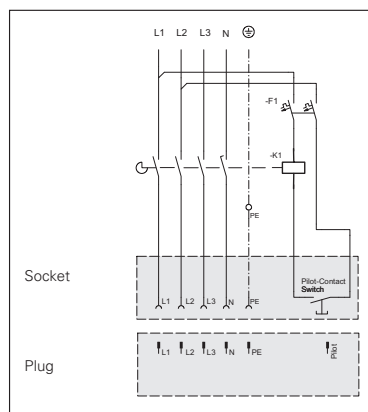 L1 L2 L3 N
-F1
-K1
PE
Socket
Pilot-Contact
Switch
L1 L2 L3 N PE
Plug
L1 L2 L3 N PE Pilot